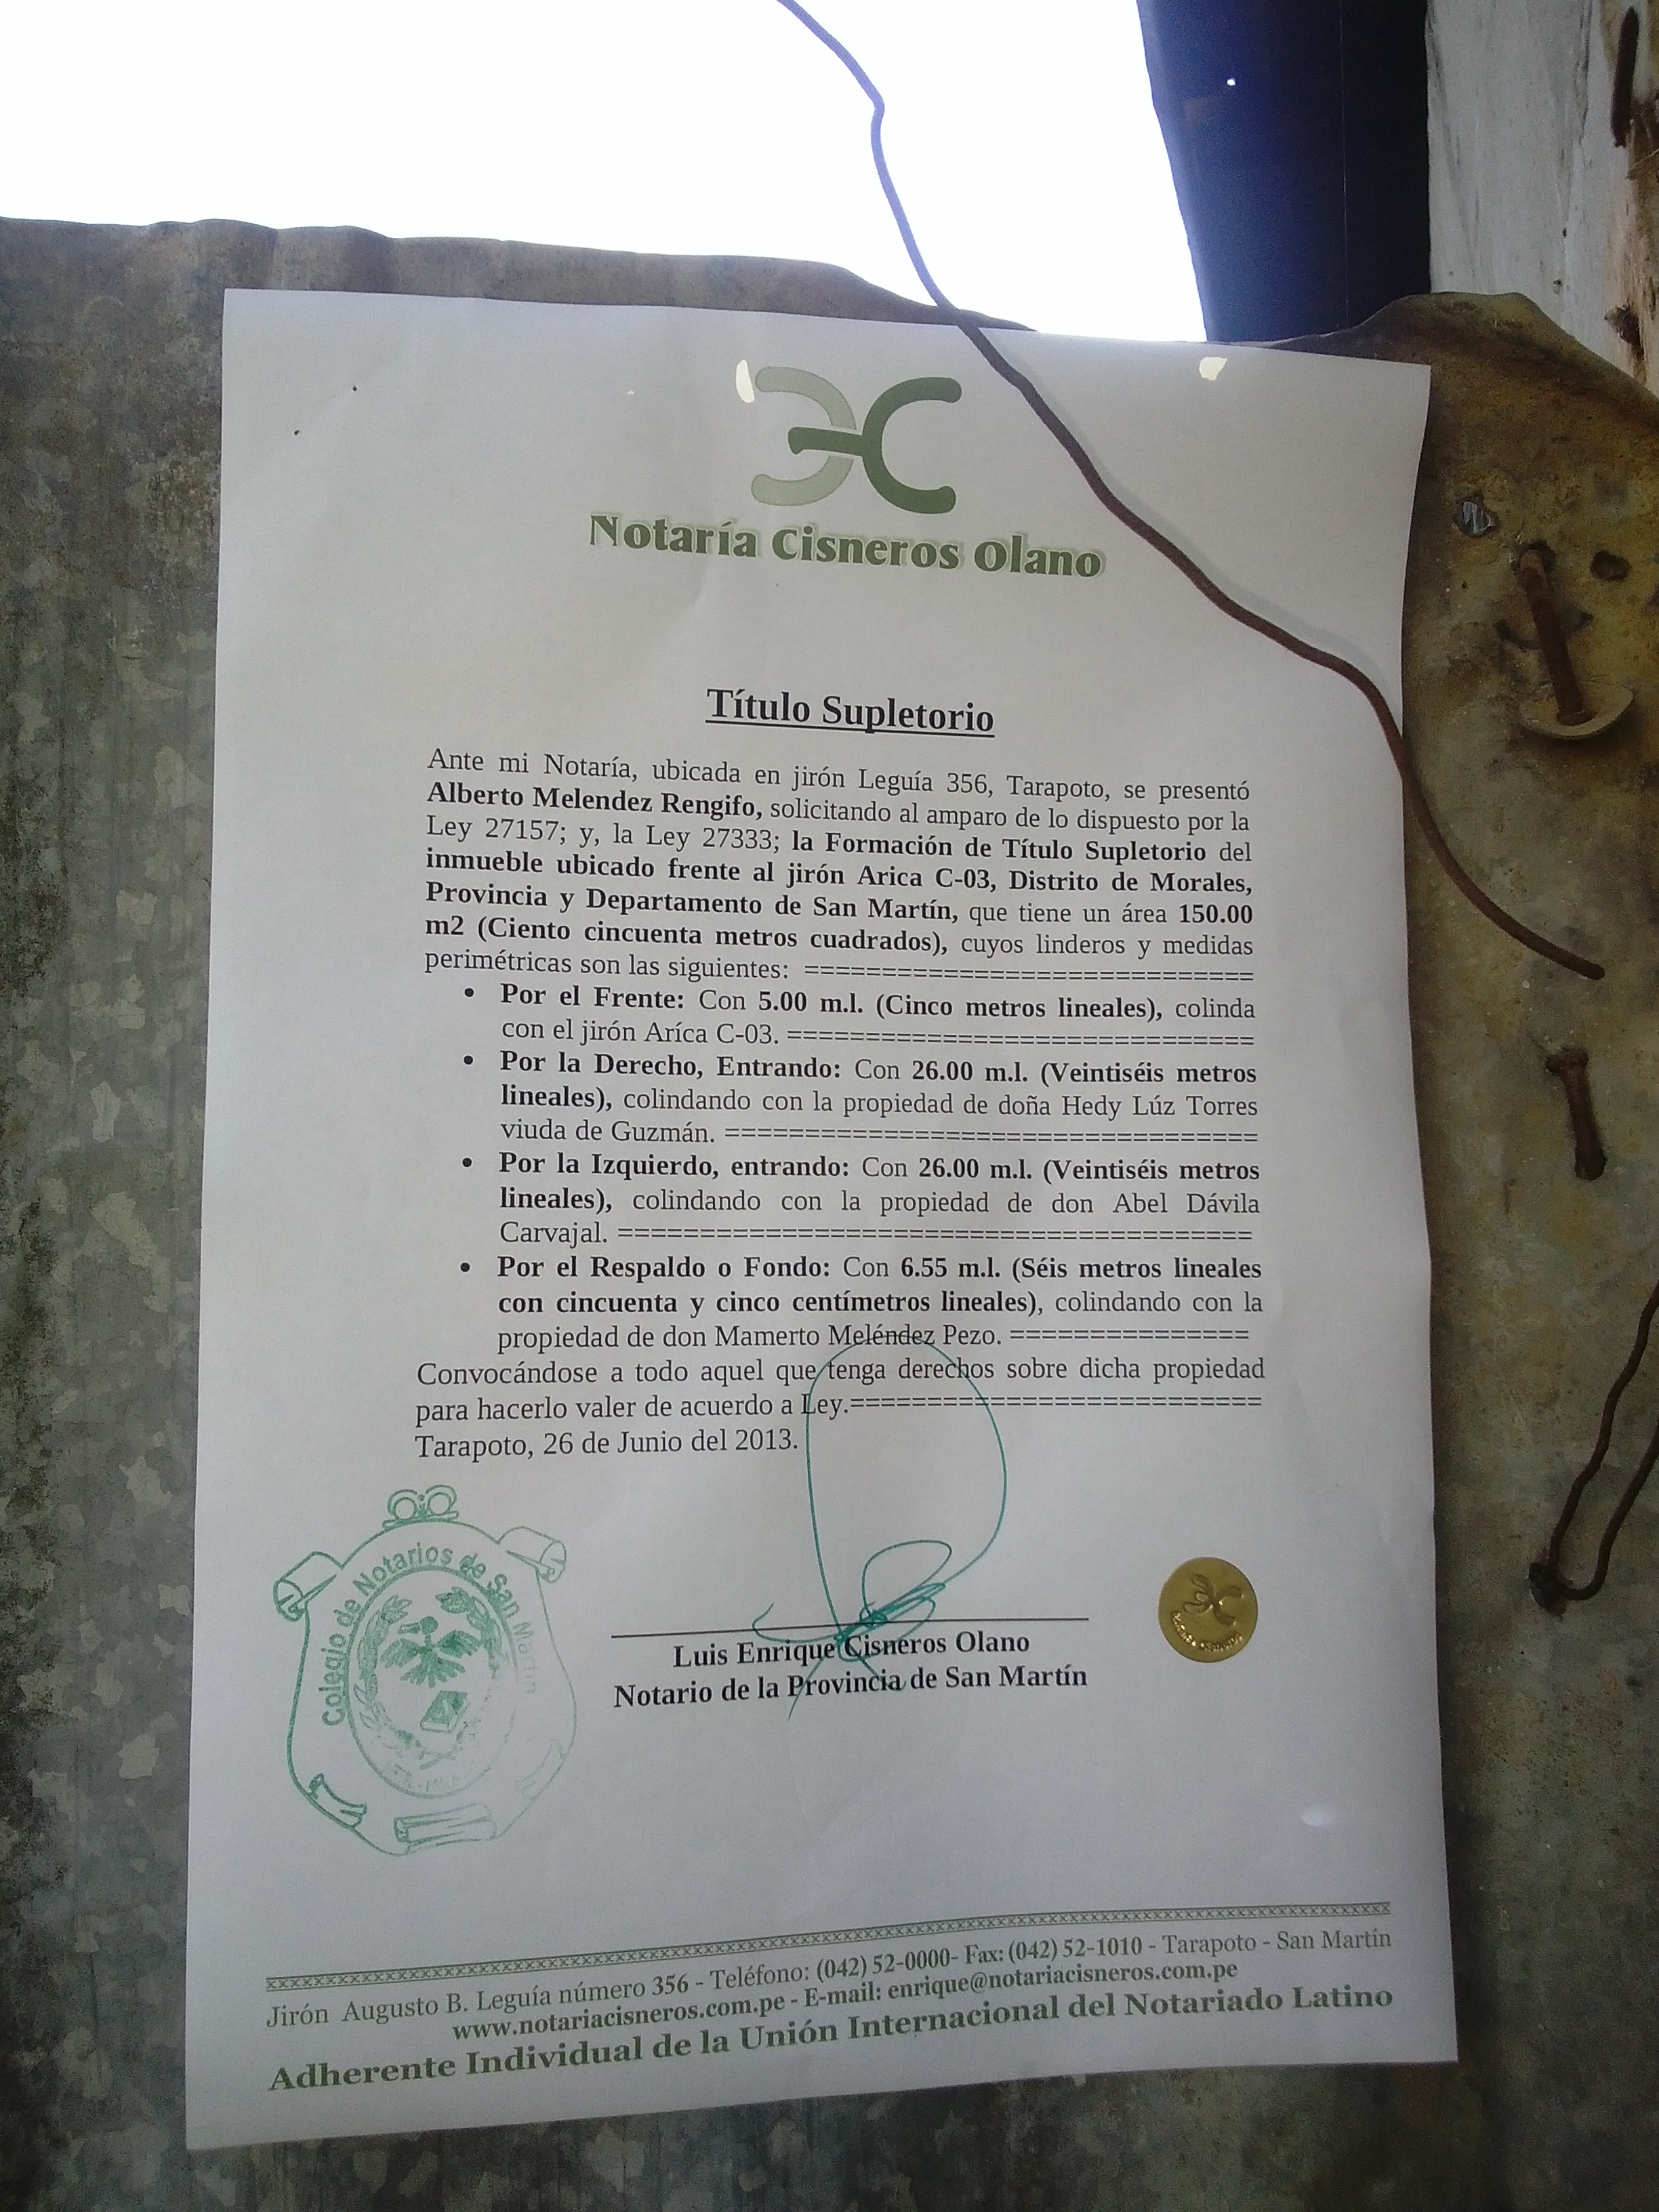 Notaría Cisneros Olano
Título Supletorio
Ante mi Notaría, ubicada en jirón Leguía 356, Tarapoto, se presentó
Alberto Melendez Rengifo, solicitando al amparo de lo dispuesto por la
Ley 27157; y, la Ley 27333; la Formación de Título Supletorio del
inmueble ubicado frente al jirón Arica C-03, Distrito de Morales,
Provincia y Departamento de San Martín, que tiene un área 150.00
m2 (Ciento cincuenta metros cuadrados), cuyos linderos y medidas
perimétricas son las siguientes: =============================
• Por el Frente: Con 5.00 m.l. (Cinco metros lineales), colinda
con el jirón Aríca C-03. ==============================
• Por la Derecho, Entrando: Con 26.00 m.l. (Veintiséis metros
lineales), colindando con la propiedad de doña Hedy Lúz Torres
viuda de Guzmán. ==================================
• Por la Izquierdo, entrando: Con 26.00 m.l. (Veintiséis metros
lineales), colindando con la propiedad de don Abel Dávila
Carvajal. ========================================
• Por el Respaldo o Fondo: Con 6.55 m.l. (Séis metros lineales
con cincuenta y cinco centímetros lineales), colindando con la
propiedad de don Mamerto Meléndez Pezo. ===============
Convocándose a todo aquel que tenga derechos sobre dicha propiedad
para hacerlo valer de acuerdo a Ley.==========================
Tarapoto, 26 de Junio del 2013.
Colegio de Notarios de San Martín
Luis Enrique Cisneros Olano
Notario de la Provincia de San Martín
Jirón Augusto B. Leguía número 356 - Teléfono: (042) 52-0000- Fax: (042) 52-1010 - Tarapoto - San Martín
www.notariacisneros.com.pe - E-mail: enrique@notariacisneros.com.pe
Adherente Individual de la Unión Internacional del Notariado Latino